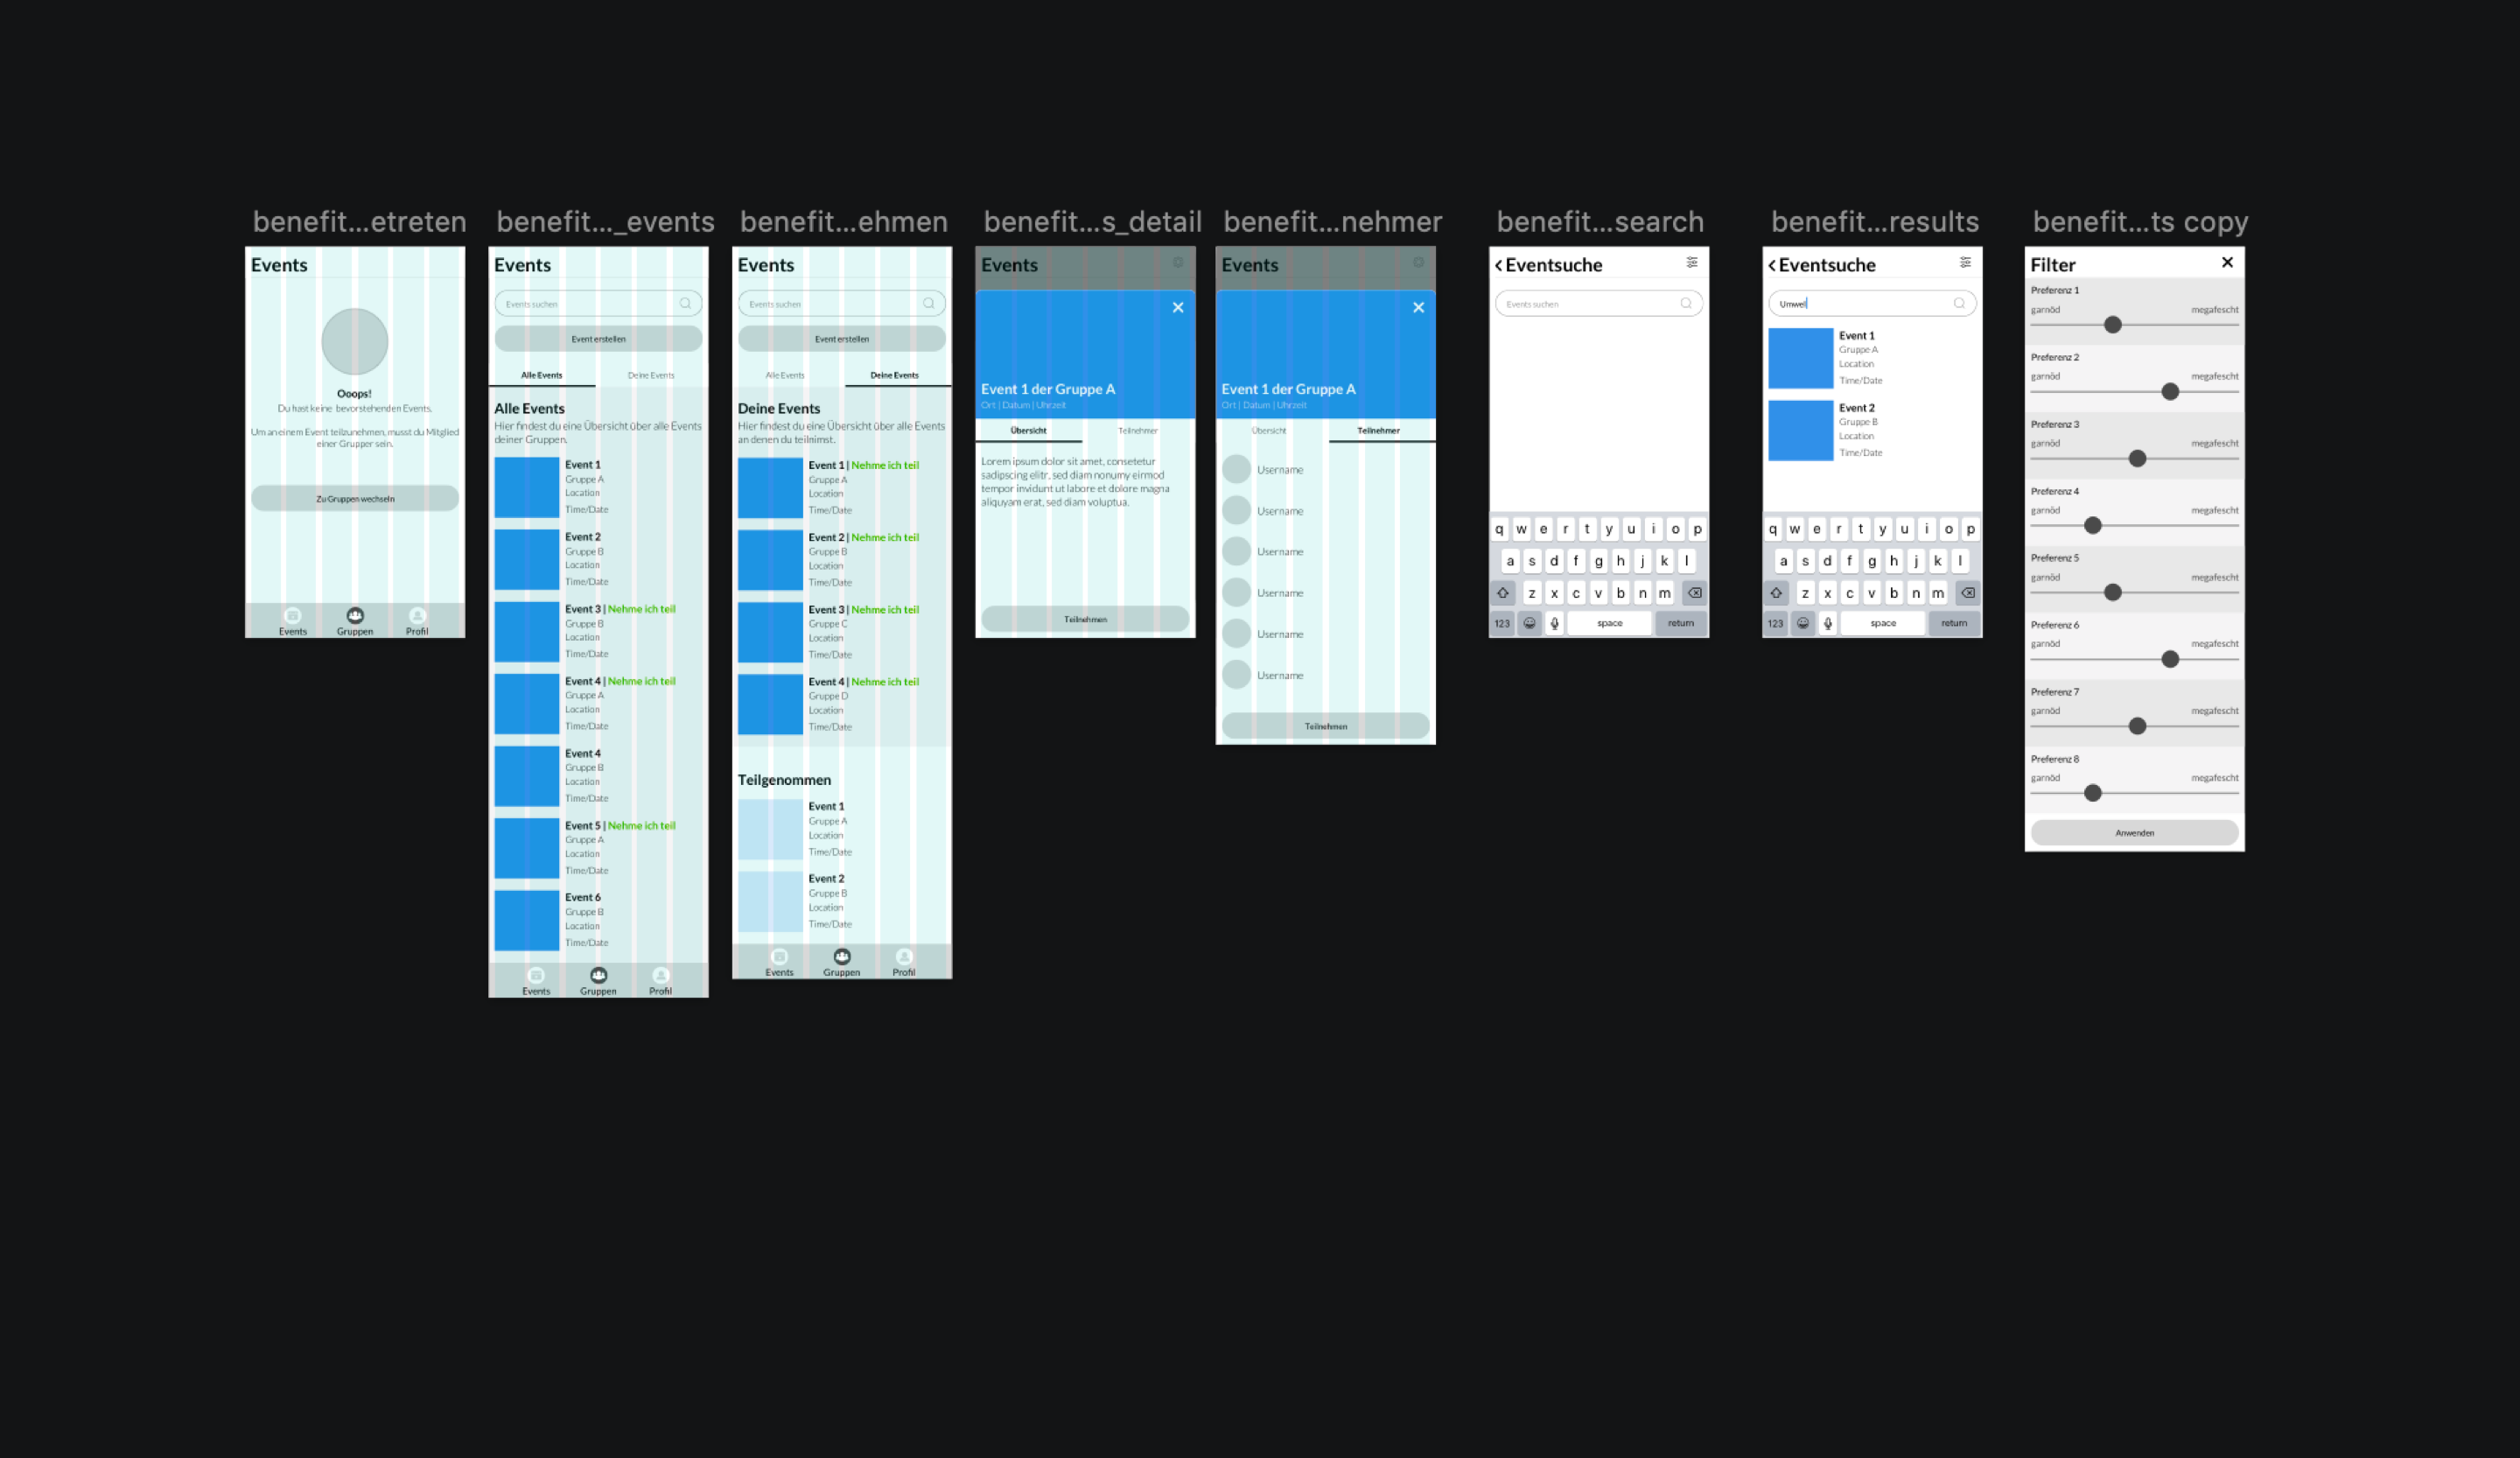 benefit...etreten
Events
Ooops!
Du hast keine bevorstehenden Events.
Um an einem Event teilzunehmen, musst du Mitglied
einer Grupper sein.
Zu Gruppen wechseln
Events
Gruppen
Profil
benefit..._events
Events
Events suchen
Event erstellen
Alle Events
Deine Events
Alle Events
Hier findest du eine Übersicht über alle Events
deiner Gruppen.
Event 1
Gruppe A
Location
Time/Date
Event 2
Gruppe B
Location
Time/Date
Event 3 | Nehme ich teil
Gruppe B
Location
Time/Date
Event 4 | Nehme ich teil
Gruppe A
Location
Time/Date
Event 4
Gruppe B
Location
Time/Date
Event 5 | Nehme ich teil
Gruppe A
Location
Time/Date
Event 6
Gruppe B
Location
Time/Date
Events
Gruppen
Profil
benefit...ehmen
Events
Events suchen
Event erstellen
Alle Events
Deine Events
Deine Events
Hier findest du eine Übersicht über alle Events
an denen du teilnimst.
Event 1 | Nehme ich teil
Gruppe A
Location
Time/Date
Event 2 | Nehme ich teil
Gruppe B
Location
Time/Date
Event 3 | Nehme ich teil
Gruppe C
Location
Time/Date
Event 4 | Nehme ich teil
Gruppe D
Location
Time/Date
Teilgenommen
Event 1
Gruppe A
Location
Time/Date
Event 2
Gruppe B
Location
Time/Date
Events
Gruppen
Profil
benefit...s_detail
Events
Event 1 der Gruppe A
Ort | Datum | Uhrzeit
Übersicht
Teilnehmer
Lorem ipsum dolor sit amet, consetetur
sadipscing elitr, sed diam nonumy eirmod
tempor invidunt ut labore et dolore magna
aliquyam erat, sed diam voluptua.
Teilnehmen
benefit...nehmer
Events
Event 1 der Gruppe A
Ort | Datum | Uhrzeit
Übersicht
Teilnehmer
Username
Username
Username
Username
Username
Username
Teilnehmen
benefit...search
Eventsuche
Events suchen
q w e r t y u i o p
a s d f g h j k l
z x c v b n m
123
space
return
benefit...results
Eventsuche
Umwel
Event 1
Gruppe A
Location
Time/Date
Event 2
Gruppe B
Location
Time/Date
q w e r t y u i o p
a s d f g h j k l
z x c v b n m
123
space
return
benefit...ts copy
Filter
Preferenz 1
garnöd
megafescht
Preferenz 2
garnöd
megafescht
Preferenz 3
garnöd
megafescht
Preferenz 4
garnöd
megafescht
Preferenz 5
garnöd
megafescht
Preferenz 6
garnöd
megafescht
Preferenz 7
garnöd
megafescht
Preferenz 8
garnöd
megafescht
Anwenden